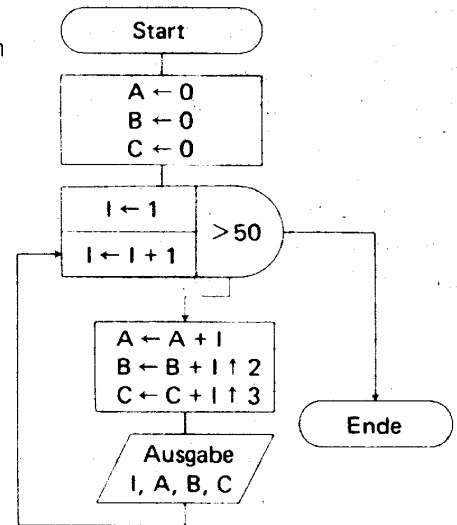 Start
n
A ← 0
B ← 0
C ← 0
I ← 1
I ← I + 1
> 50
A ← A + I
B ← B + I ↑ 2
C ← C + I ↑ 3
Ausgabe
I, A, B, C
Ende